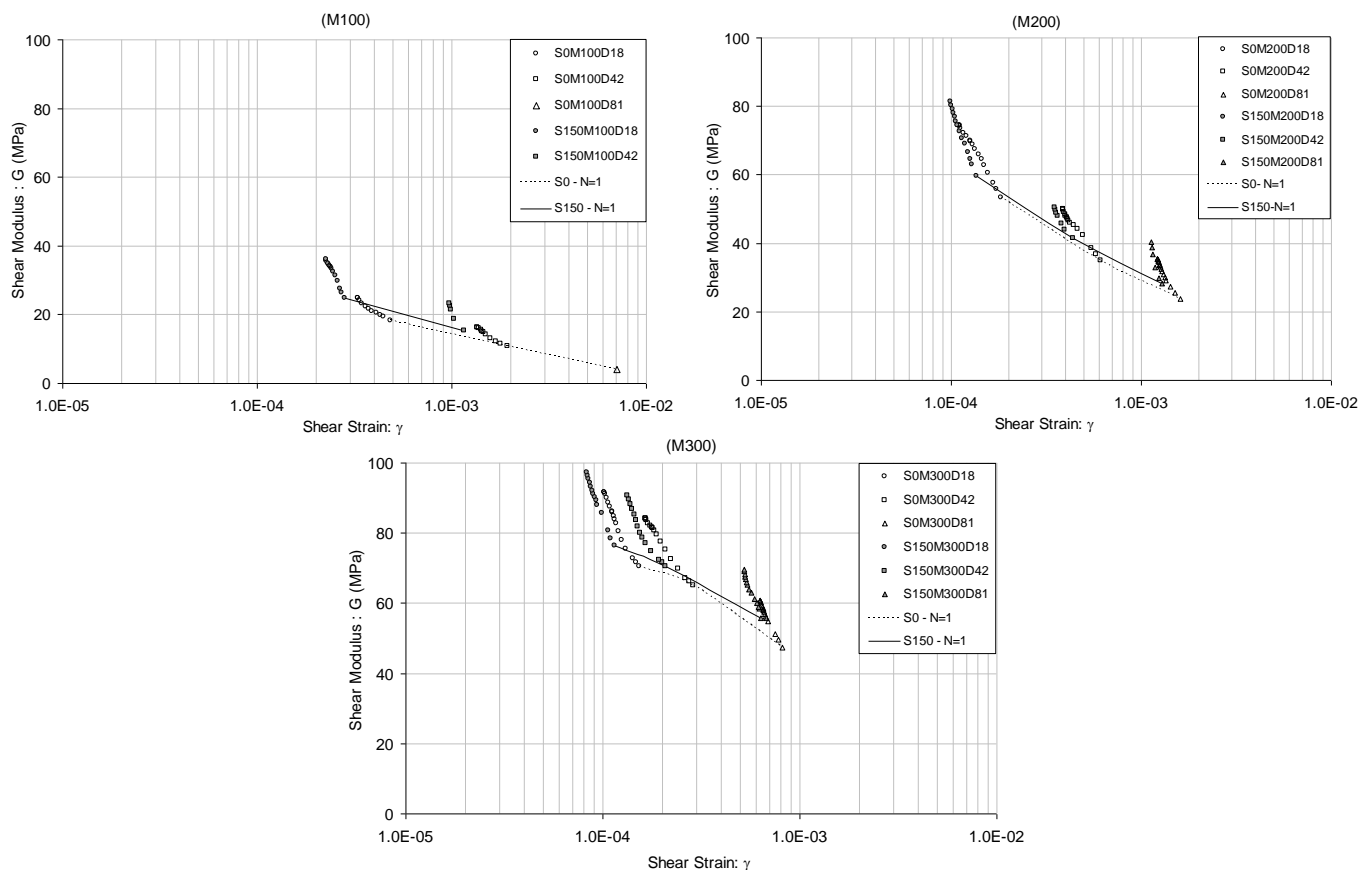 (M100)
100
80
60
40
20
0
Shear Modulus : G (MPa)
1.0E-05
1.0E-04
1.0E-03
1.0E-02
Shear Strain: γ
S0M100D18
S0M100D42
S0M100D81
S150M100D18
S150M100D42
S0 - N=1
S150 - N=1
(M200)
100
80
60
40
20
0
Shear Modulus : G (MPa)
1.0E-05
1.0E-04
1.0E-03
1.0E-02
Shear Strain: γ
S0M200D18
S0M200D42
S0M200D81
S150M200D18
S150M200D42
S150M200D81
S0- N=1
S150-N=1
(M300)
100
80
60
40
20
0
Shear Modulus : G (MPa)
1.0E-05
1.0E-04
1.0E-03
1.0E-02
Shear Strain: γ
S0M300D18
S0M300D42
S0M300D81
S150M300D18
S150M300D42
S150M300D81
S0 - N=1
S150 - N=1